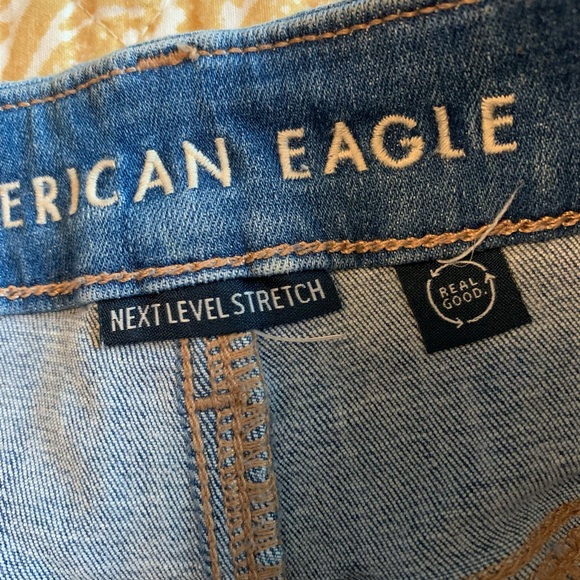 ERICAN EAGLE
NEXT LEVEL STRETCH
REAL
GOOD.